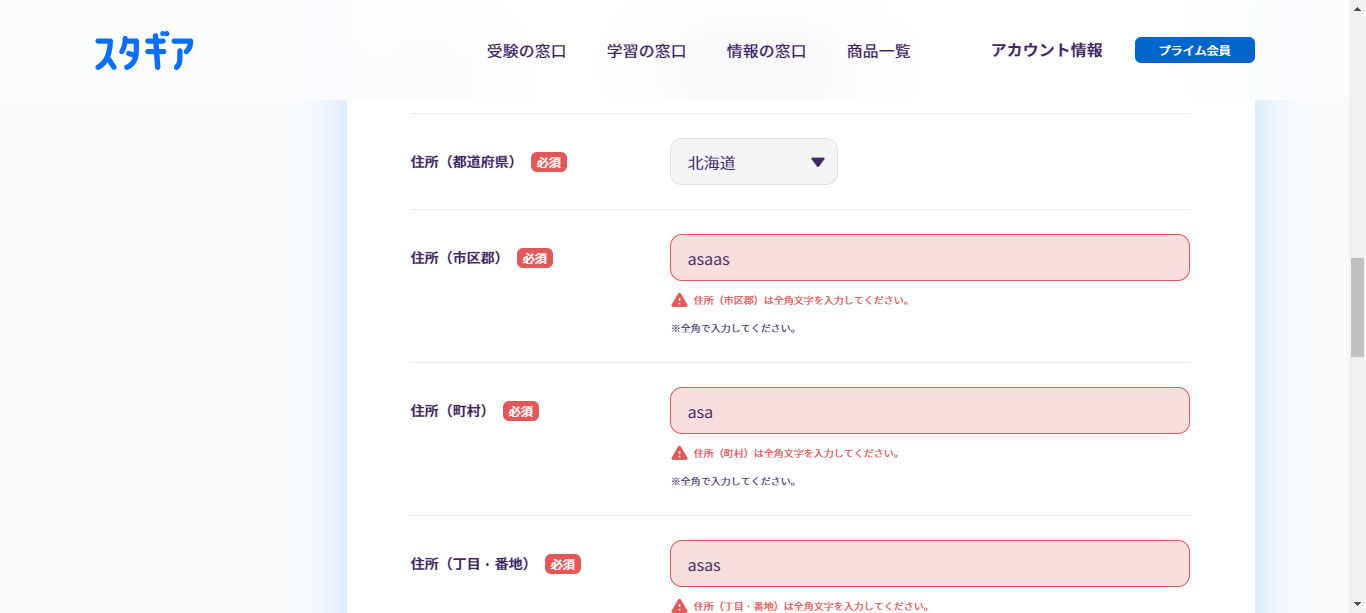 スタギア
受験の窓口 学習の窓口 情報の窓口 商品一覧 アカウント情報 プライム会員
住所（都道府県） 必須 北海道
住所（市区郡） 必須 asaas
住所（市区郡）は全角文字を入力してください。
※全角で入力してください。
住所（町村） 必須 asa
住所（町村）は全角文字を入力してください。
※全角で入力してください。
住所（丁目・番地） 必須 asas
住所（丁目・番地）は全角文字を入力してください。